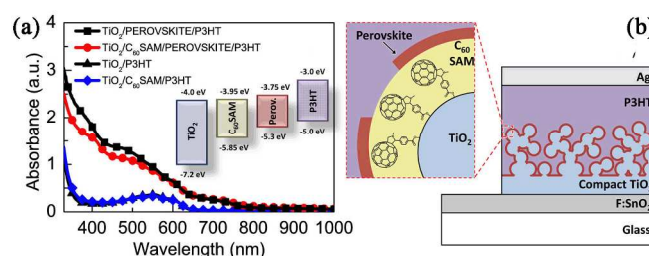 (a)
TiO2/PEROVSKITE/P3HT
TiO2/C60SAM/PEROVSKITE/P3HT
TiO2/P3HT
TiO2/C60SAM/P3HT
Absorbance (a.u.)
3
2
1
0
400 500 600 700 800 900 1000
Wavelength (nm)
-4.0 eV
TiO2
-7.2 eV
-3.95 eV
C60SAM
-5.85 eV
-3.75 eV
Perov.
-5.3 eV
-3.0 eV
P3HT
-5.0 eV
Perovskite
C60
SAM
TiO2
(b)
Ag
P3HT
Compact TiO
F:SnO2
Glass